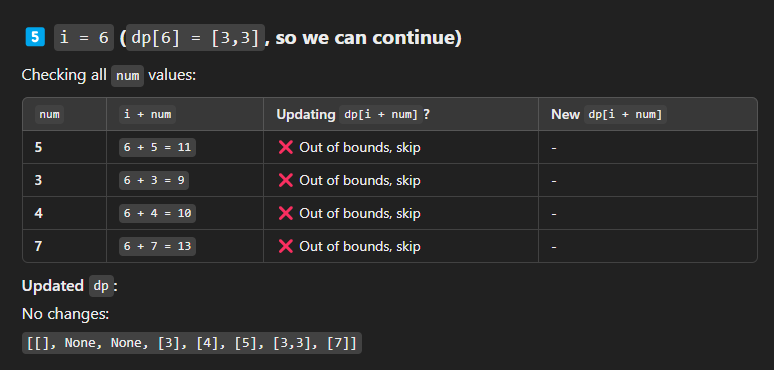 5 i = 6 (dp[6] = [3,3], so we can continue)
Checking all num values:
num i + num Updating dp[i + num] ? New dp[i + num]
5 6 + 5 = 11 ❌ Out of bounds, skip -
3 6 + 3 = 9 ❌ Out of bounds, skip -
4 6 + 4 = 10 ❌ Out of bounds, skip -
7 6 + 7 = 13 ❌ Out of bounds, skip -
Updated dp:
No changes:
[[], None, None, [3], [4], [5], [3,3], [7]]